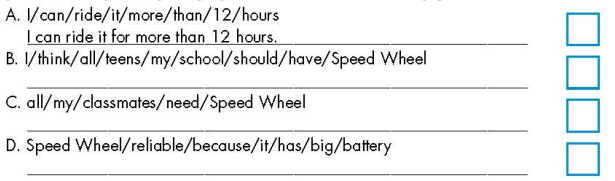 A. I/can/ride/it/more/than/12/hours
I can ride it for more than 12 hours.
B. I/think/all/teens/my/school/should/have/Speed Wheel
C. all/my/classmates/need/Speed Wheel
D. Speed Wheel/reliable/because/it/has/big/battery